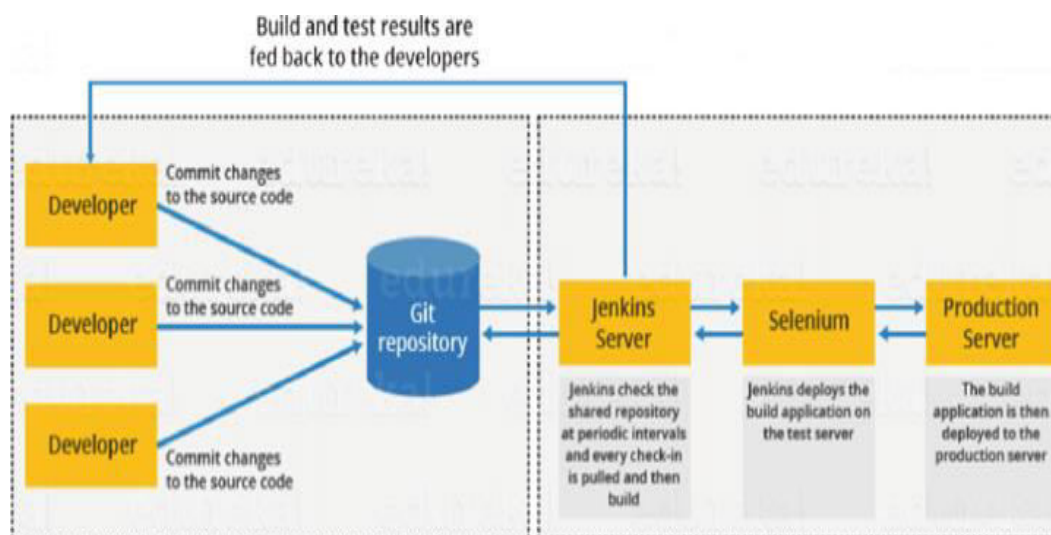 Build and test results are
fed back to the developers
Commit changes
to the source code
Developer
Commit changes
to the source code
Developer
Commit changes
to the source code
Developer
Git
repository
Jenkins
Server
Selenium
Production
Server
Jenkins check the
shared repository
at periodic intervals
and every check-in
is pulled and then
build
Jenkins deploys the
build application on
the test server
The build
application is then
deployed to the
production server
edureka!